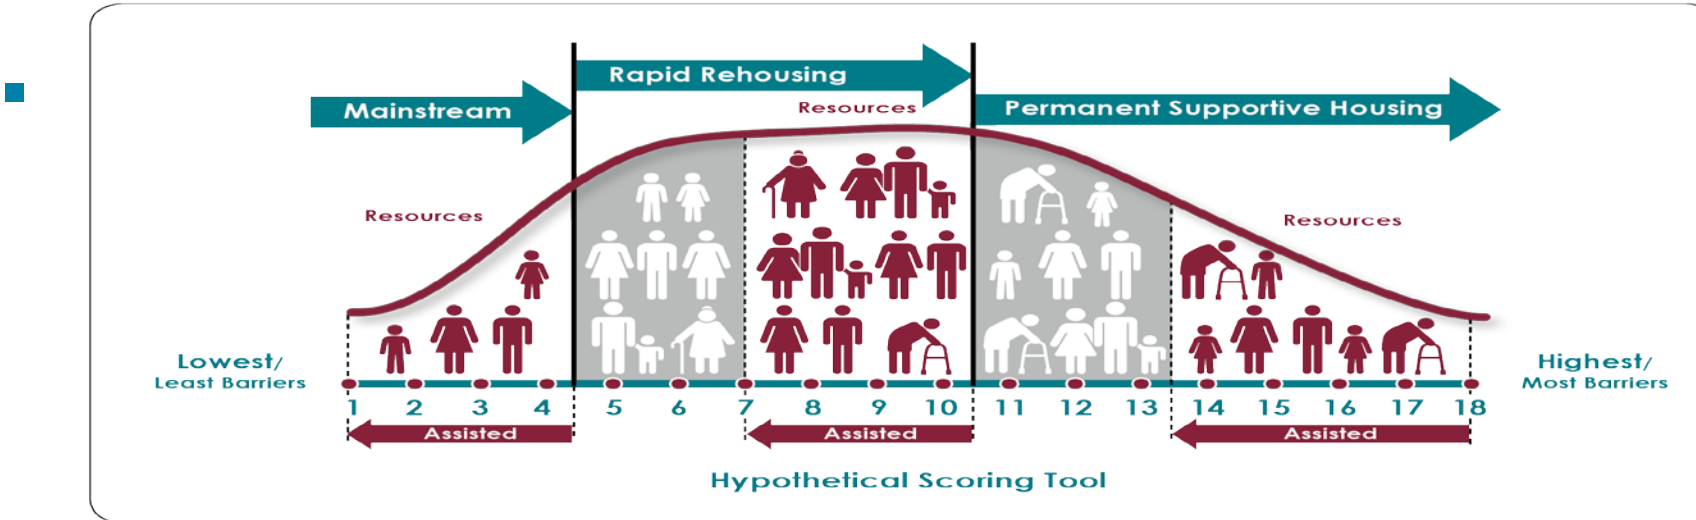 Rapid Rehousing
Mainstream
Resources
Permanent Supportive Housing
Resources
Resources
Lowest/
Least Barriers
Highest/
Most Barriers
1 2 3 4 5 6 7 8 9 10 11 12 13 14 15 16 17 18
Assisted Assisted Assisted
Hypothetical Scoring Tool